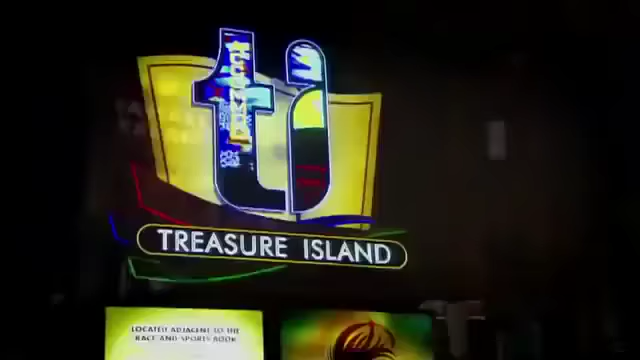 ti
TREASURE ISLAND
LOCATED ADJACENT TO THE
RACE AND SPORTS BOOK